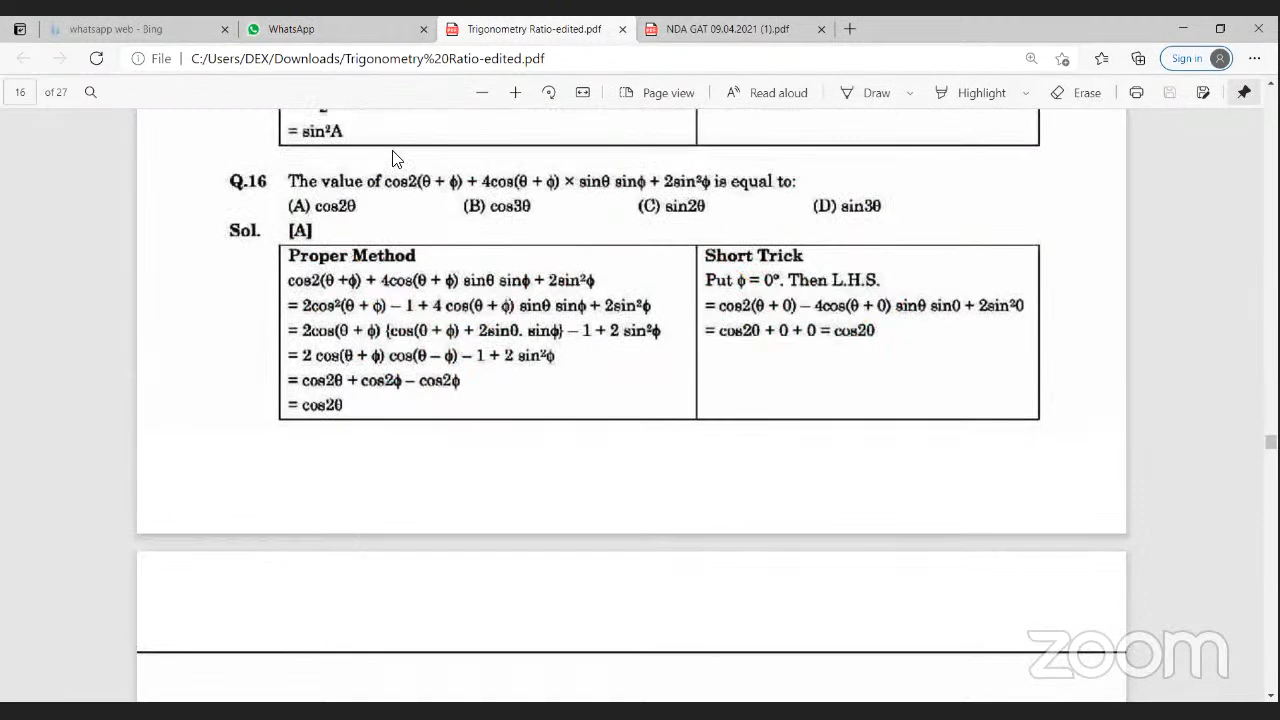 whatsapp web - Bing
WhatsApp
Trigonometry Ratio-edited.pdf
NDA GAT 09.04.2021 (1).pdf
File | C:/Users/DEX/Downloads/Trigonometry%20Ratio-edited.pdf
Sign in
16 of 27
Page view
Read aloud
Draw
Highlight
Erase
2
= sin²A
Q.16 The value of cos2(θ + ϕ) + 4cos(θ + ϕ) × sinθ sinϕ + 2sin²ϕ is equal to:
(A) cos2θ (B) cos3θ (C) sin2θ (D) sin3θ
Sol. [A]
Proper Method
cos2(θ +ϕ) + 4cos(θ + ϕ) sinθ sinϕ + 2sin²ϕ
= 2cos²(θ + ϕ) – 1 + 4 cos(θ + ϕ) sinθ sinϕ + 2sin²ϕ
= 2cos(θ + ϕ) {cos(θ + ϕ) + 2sinθ. sinϕ} – 1 + 2 sin²ϕ
= 2 cos(θ + ϕ) cos(θ – ϕ) – 1 + 2 sin²ϕ
= cos2θ + cos2ϕ – cos2ϕ
= cos2θ
Short Trick
Put ϕ = 0°. Then L.H.S.
= cos2(θ + 0) – 4cos(θ + 0) sinθ sin0 + 2sin²0
= cos2θ + 0 + 0 = cos2θ
zoom